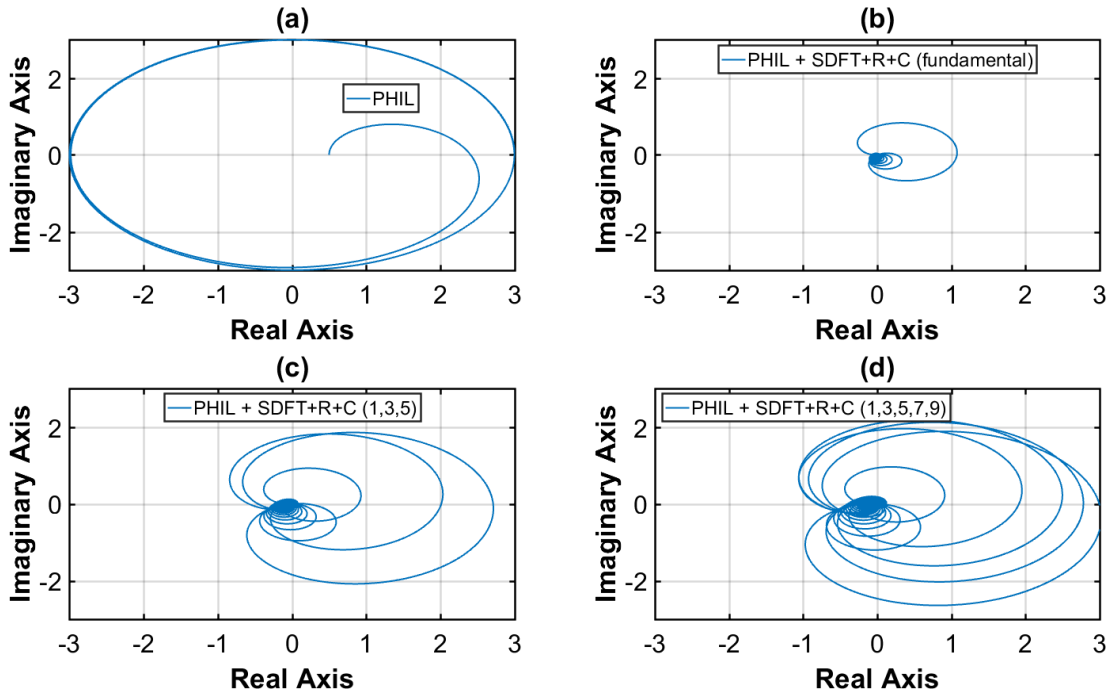 (a)
PHIL
2
0
-2
-3 -2 -1 0 1 2 3
Imaginary Axis
Real Axis
(b)
PHIL + SDFT+R+C (fundamental)
2
0
-2
-3 -2 -1 0 1 2 3
Imaginary Axis
Real Axis
(c)
PHIL + SDFT+R+C (1,3,5)
2
0
-2
-3 -2 -1 0 1 2 3
Imaginary Axis
Real Axis
(d)
PHIL + SDFT+R+C (1,3,5,7,9)
2
0
-2
-3 -2 -1 0 1 2 3
Imaginary Axis
Real Axis